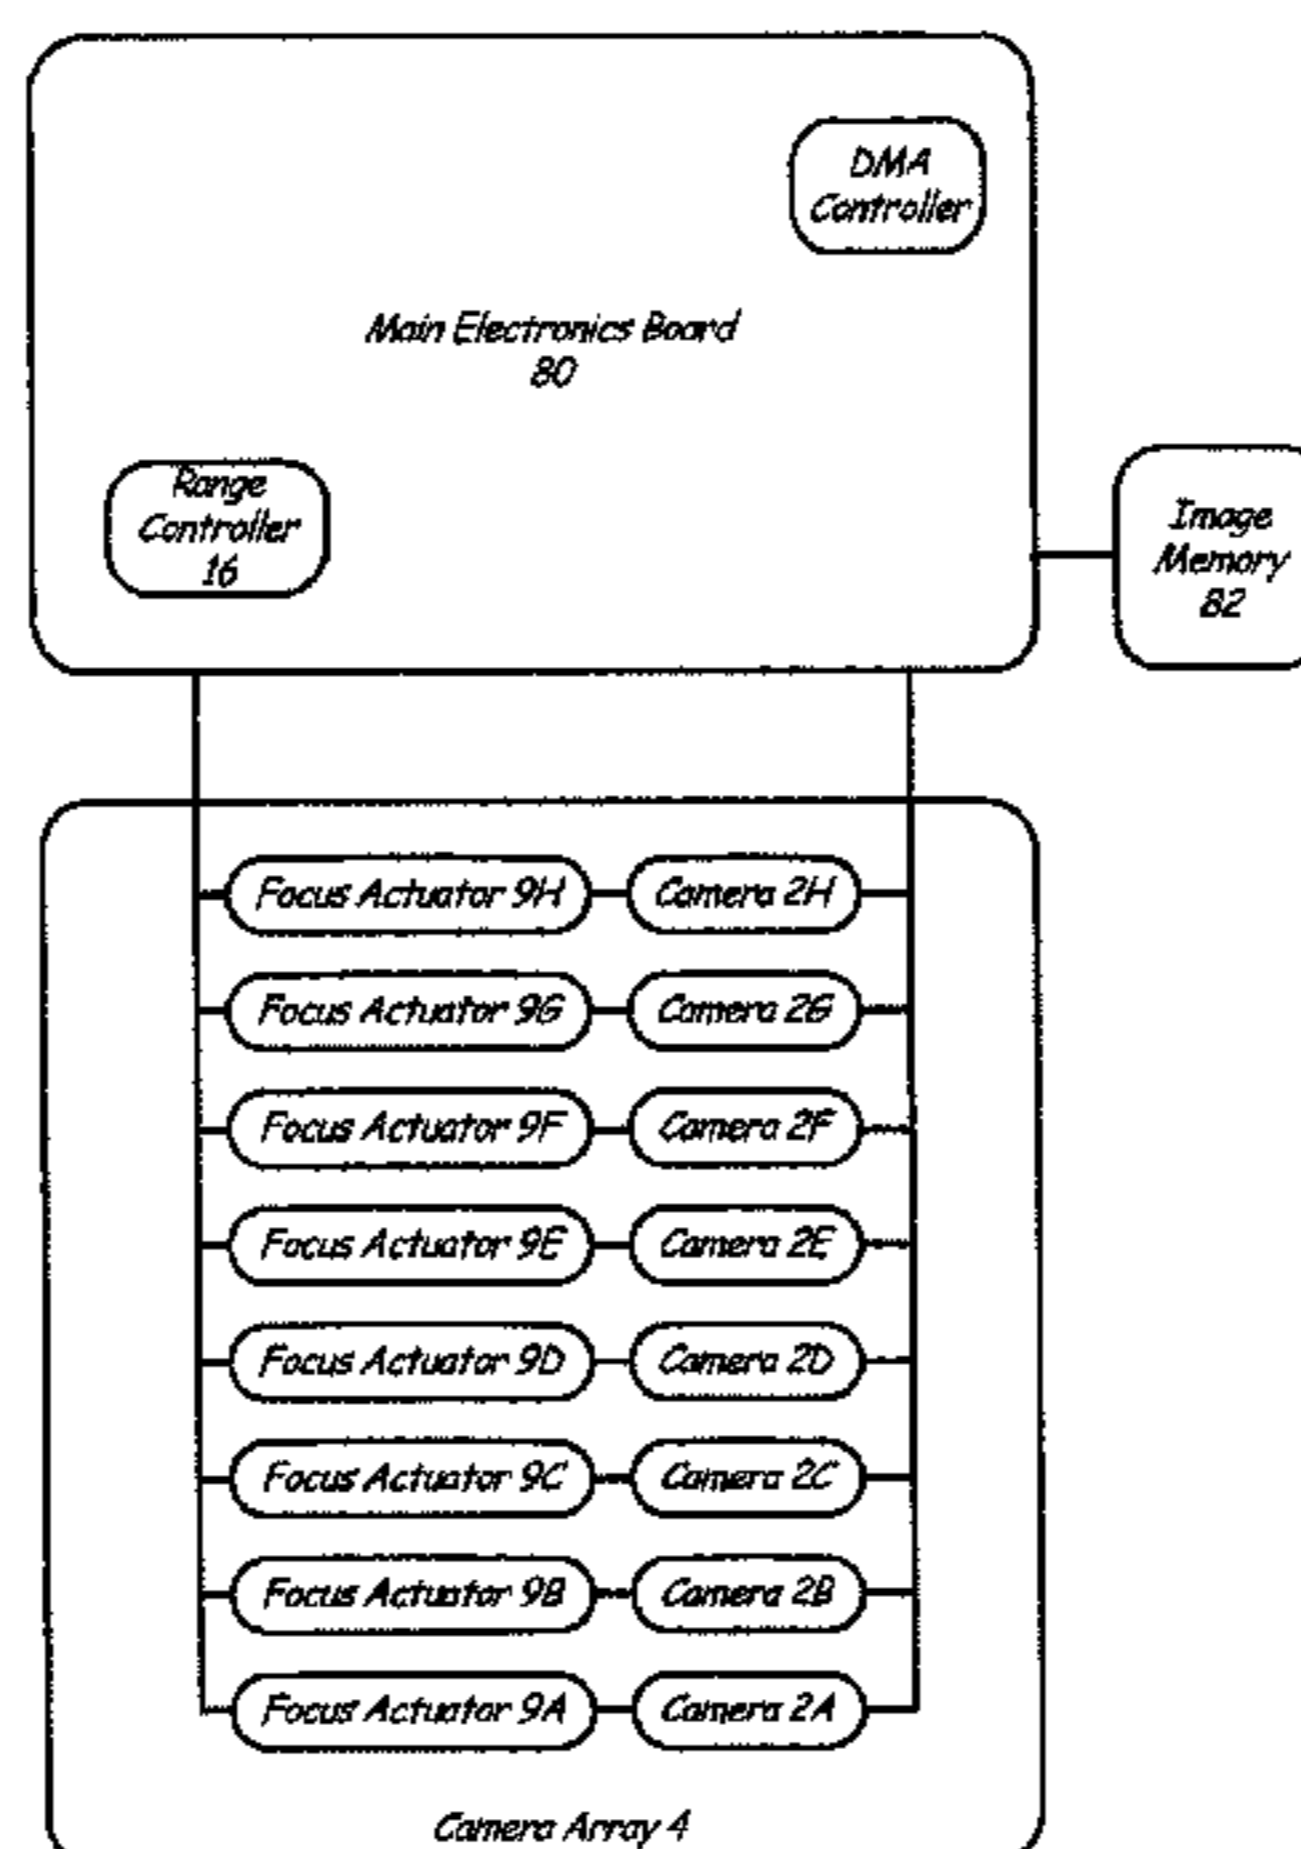 DMA
Controller
Main Electronics Board
80
Range
Controller
16
Image
Memory
82
Focus Actuator 9H
Camera 2H
Focus Actuator 9G
Camera 2G
Focus Actuator 9F
Camera 2F
Focus Actuator 9E
Camera 2E
Focus Actuator 9D
Camera 2D
Focus Actuator 9C
Camera 2C
Focus Actuator 9B
Camera 2B
Focus Actuator 9A
Camera 2A
Camera Array 4